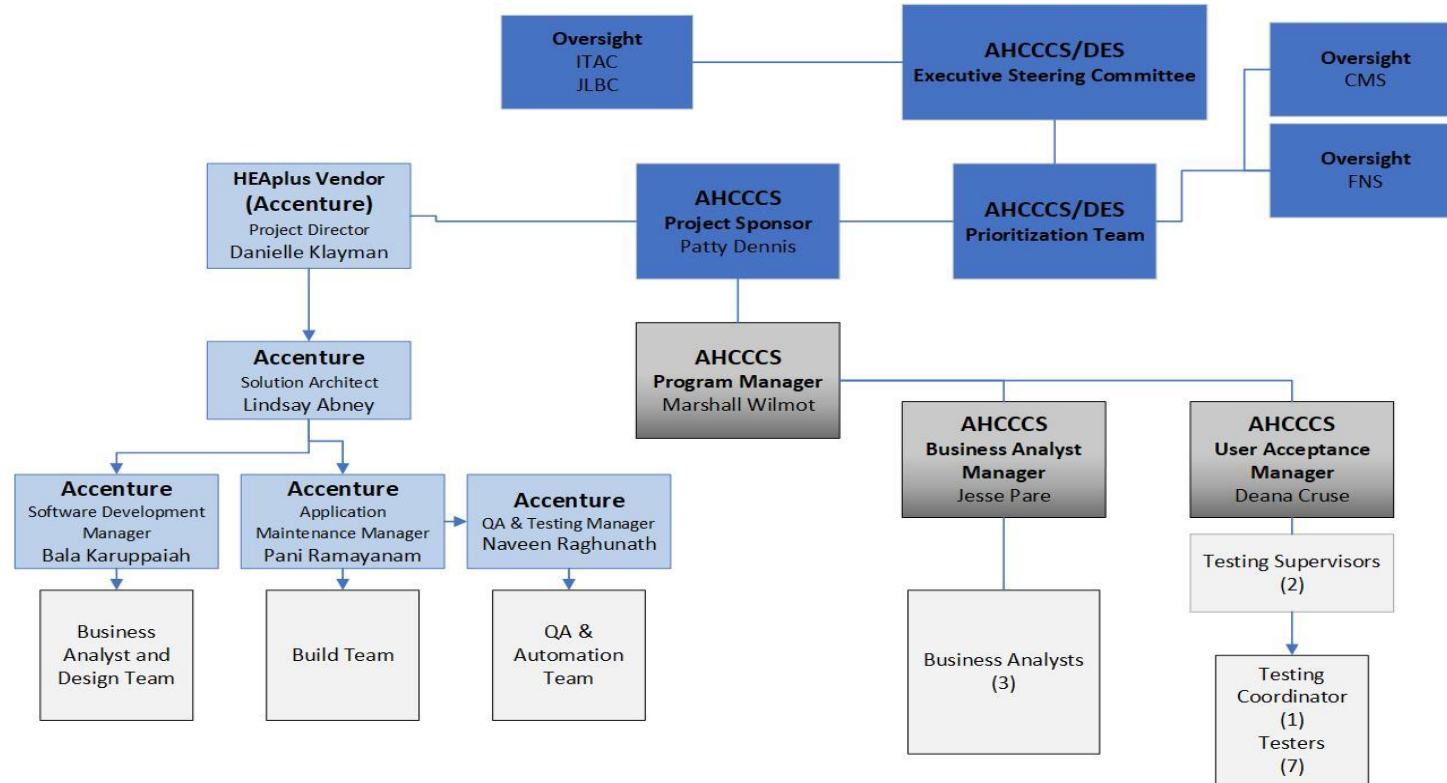 Oversight
ITAC
JLBC
AHCCCS/DES
Executive Steering Committee
Oversight
CMS
Oversight
FNS
HEAplus Vendor
(Accenture)
Project Director
Danielle Klayman
AHCCCS
Project Sponsor
Patty Dennis
AHCCCS/DES
Prioritization Team
Accenture
Solution Architect
Lindsay Abney
AHCCCS
Program Manager
Marshall Wilmot
AHCCCS
Business Analyst
Manager
Jesse Pare
AHCCCS
User Acceptance
Manager
Deana Cruse
Accenture
Software Development
Manager
Bala Karuppaiah
Accenture
Application
Maintenance Manager
Pani Ramayanam
Accenture
QA & Testing Manager
Naveen Raghunath
Testing Supervisors
(2)
Business
Analyst and
Design Team
Build Team
QA &
Automation
Team
Business Analysts
(3)
Testing
Coordinator
(1)
Testers
(7)